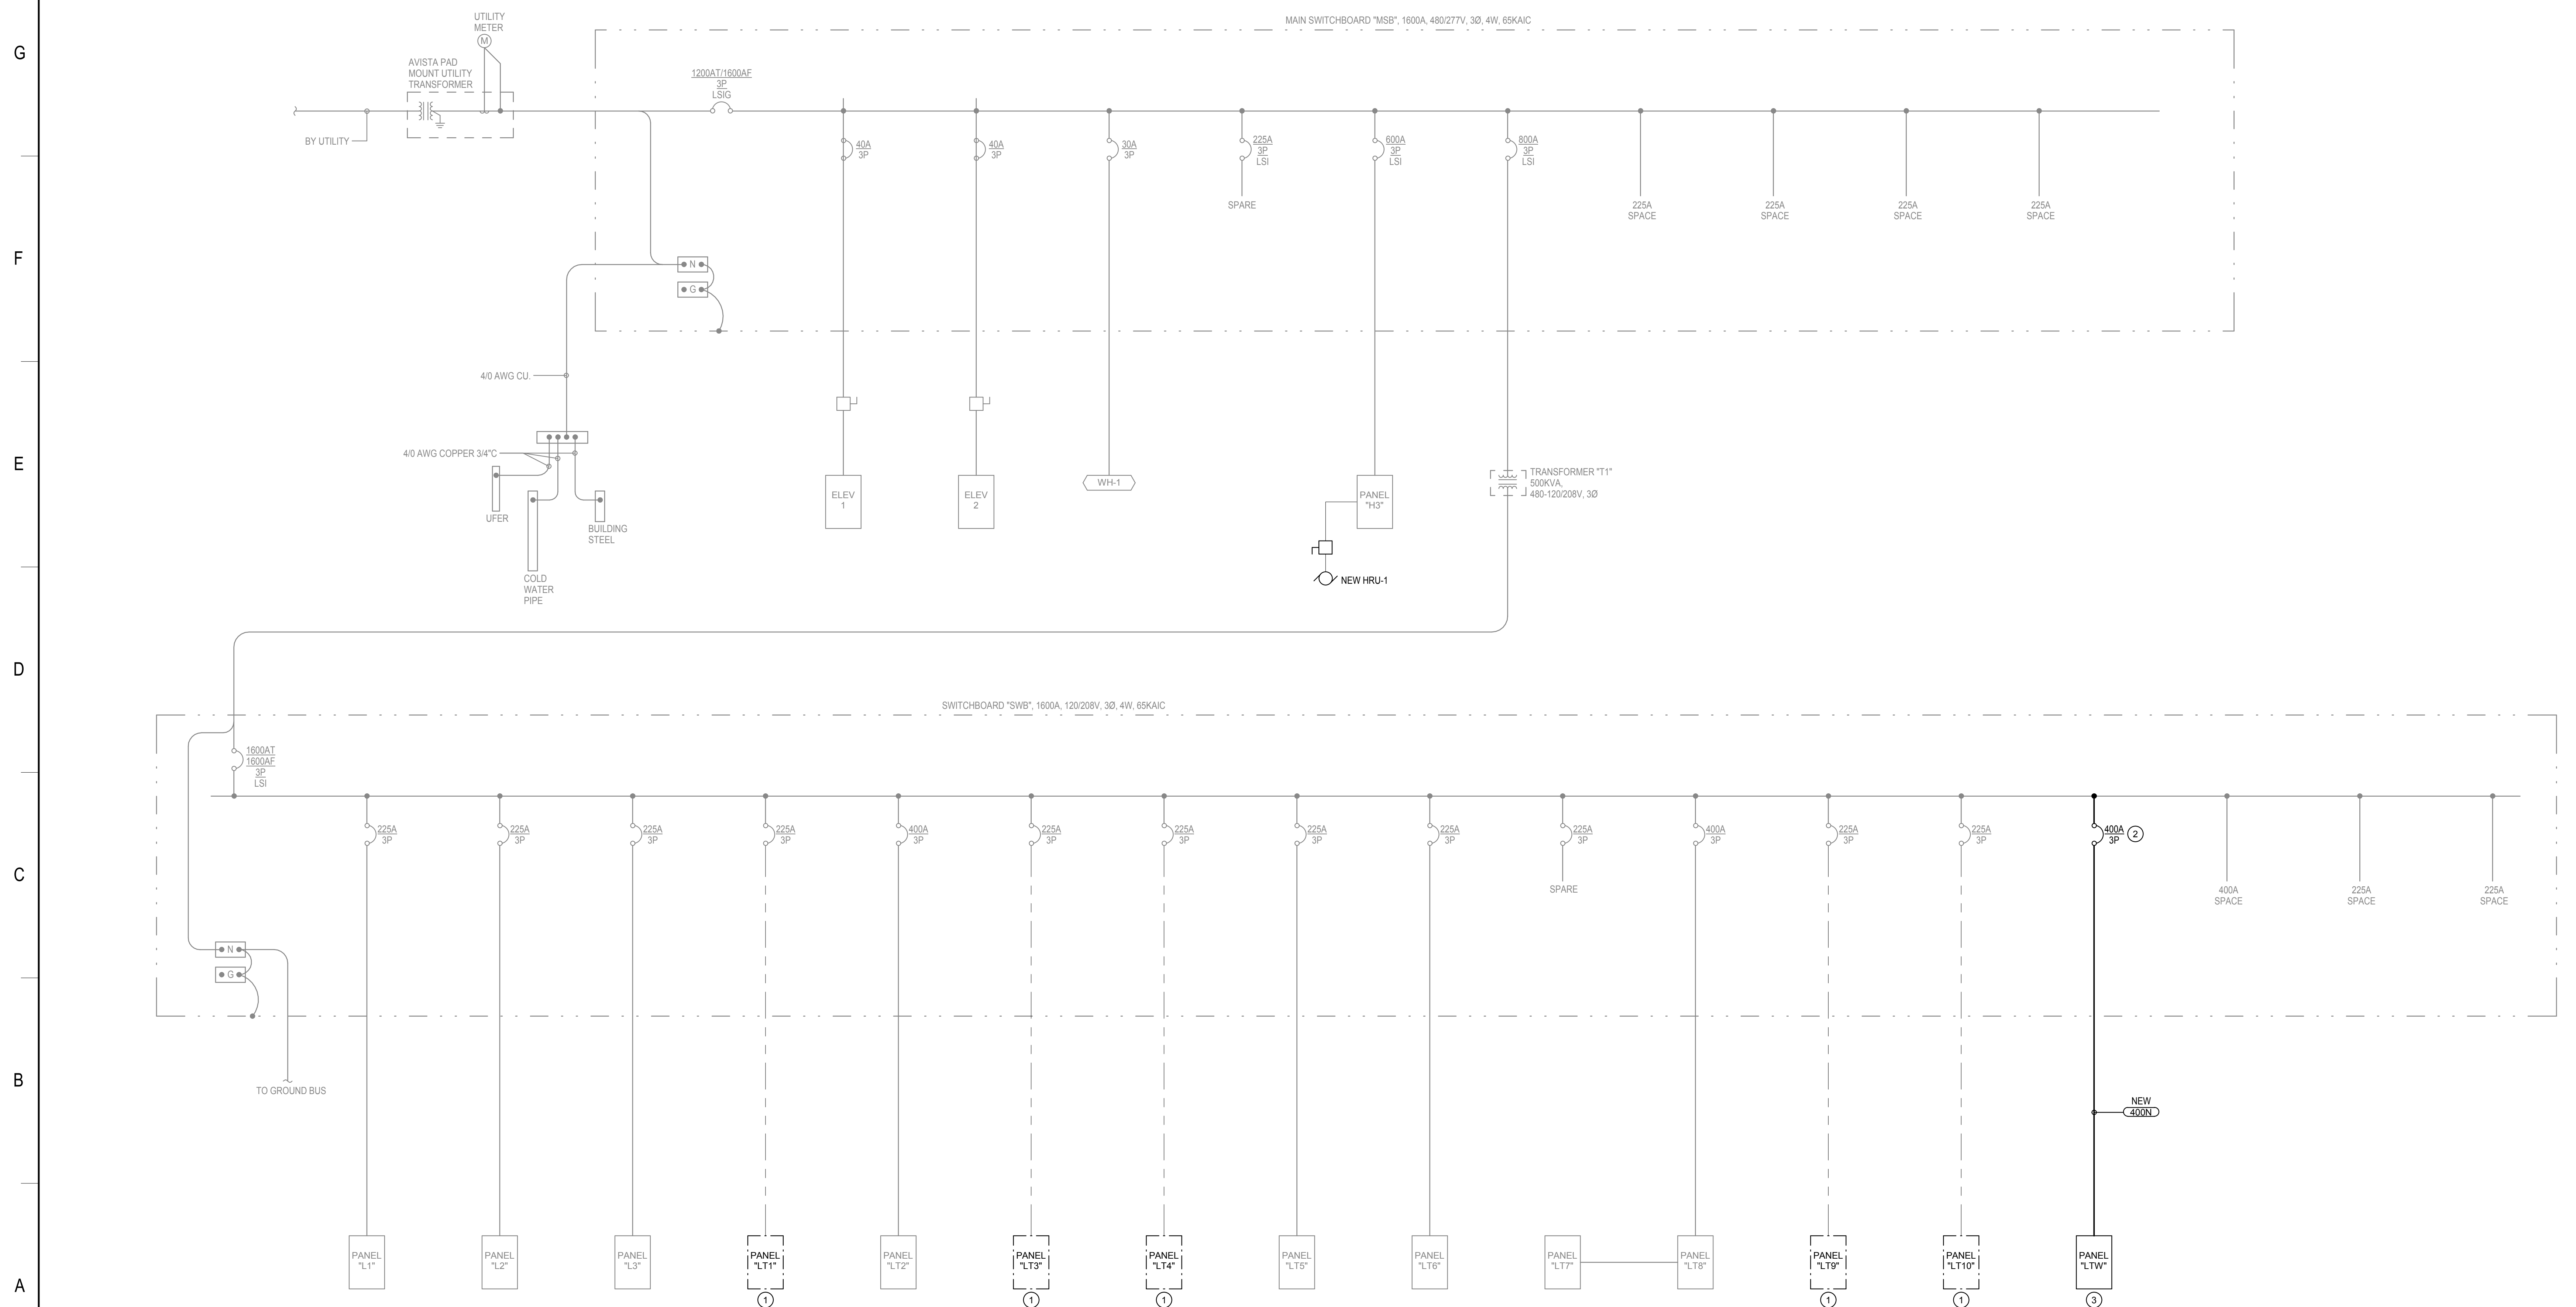 G
F
E
D
C
B
A
UTILITY
METER
M
AVISTA PAD
MOUNT UTILITY
TRANSFORMER
BY UTILITY
MAIN SWITCHBOARD "MSB", 1600A, 480/277V, 3Ø, 4W, 65KAIC
1200AT/1600AF
3P
LSIG
40A
3P
40A
3P
30A
3P
225A
3P
LSI
SPARE
600A
3P
LSI
800A
3P
LSI
225A
SPACE
225A
SPACE
225A
SPACE
225A
SPACE
N
G
4/0 AWG CU.
4/0 AWG COPPER 3/4"C
UFER
COLD
WATER
PIPE
BUILDING
STEEL
ELEV
1
ELEV
2
WH-1
PANEL
"H3"
NEW HRU-1
TRANSFORMER "T1"
500KVA,
480-120/208V, 3Ø
SWITCHBOARD "SWB", 1600A, 120/208V, 3Ø, 4W, 65KAIC
1600AT
1600AF
3P
LSI
225A
3P
225A
3P
225A
3P
225A
3P
400A
3P
225A
3P
225A
3P
225A
3P
225A
3P
225A
3P
SPARE
400A
3P
225A
3P
225A
3P
400A
3P
2
400A
SPACE
225A
SPACE
225A
SPACE
N
G
TO GROUND BUS
NEW
400N
PANEL
"L1"
PANEL
"L2"
PANEL
"L3"
PANEL
"LT1"
1
PANEL
"LT2"
PANEL
"LT3"
1
PANEL
"LT4"
1
PANEL
"LT5"
PANEL
"LT6"
PANEL
"LT7"
PANEL
"LT8"
PANEL
"LT9"
1
PANEL
"LT10"
1
PANEL
"LTW"
3